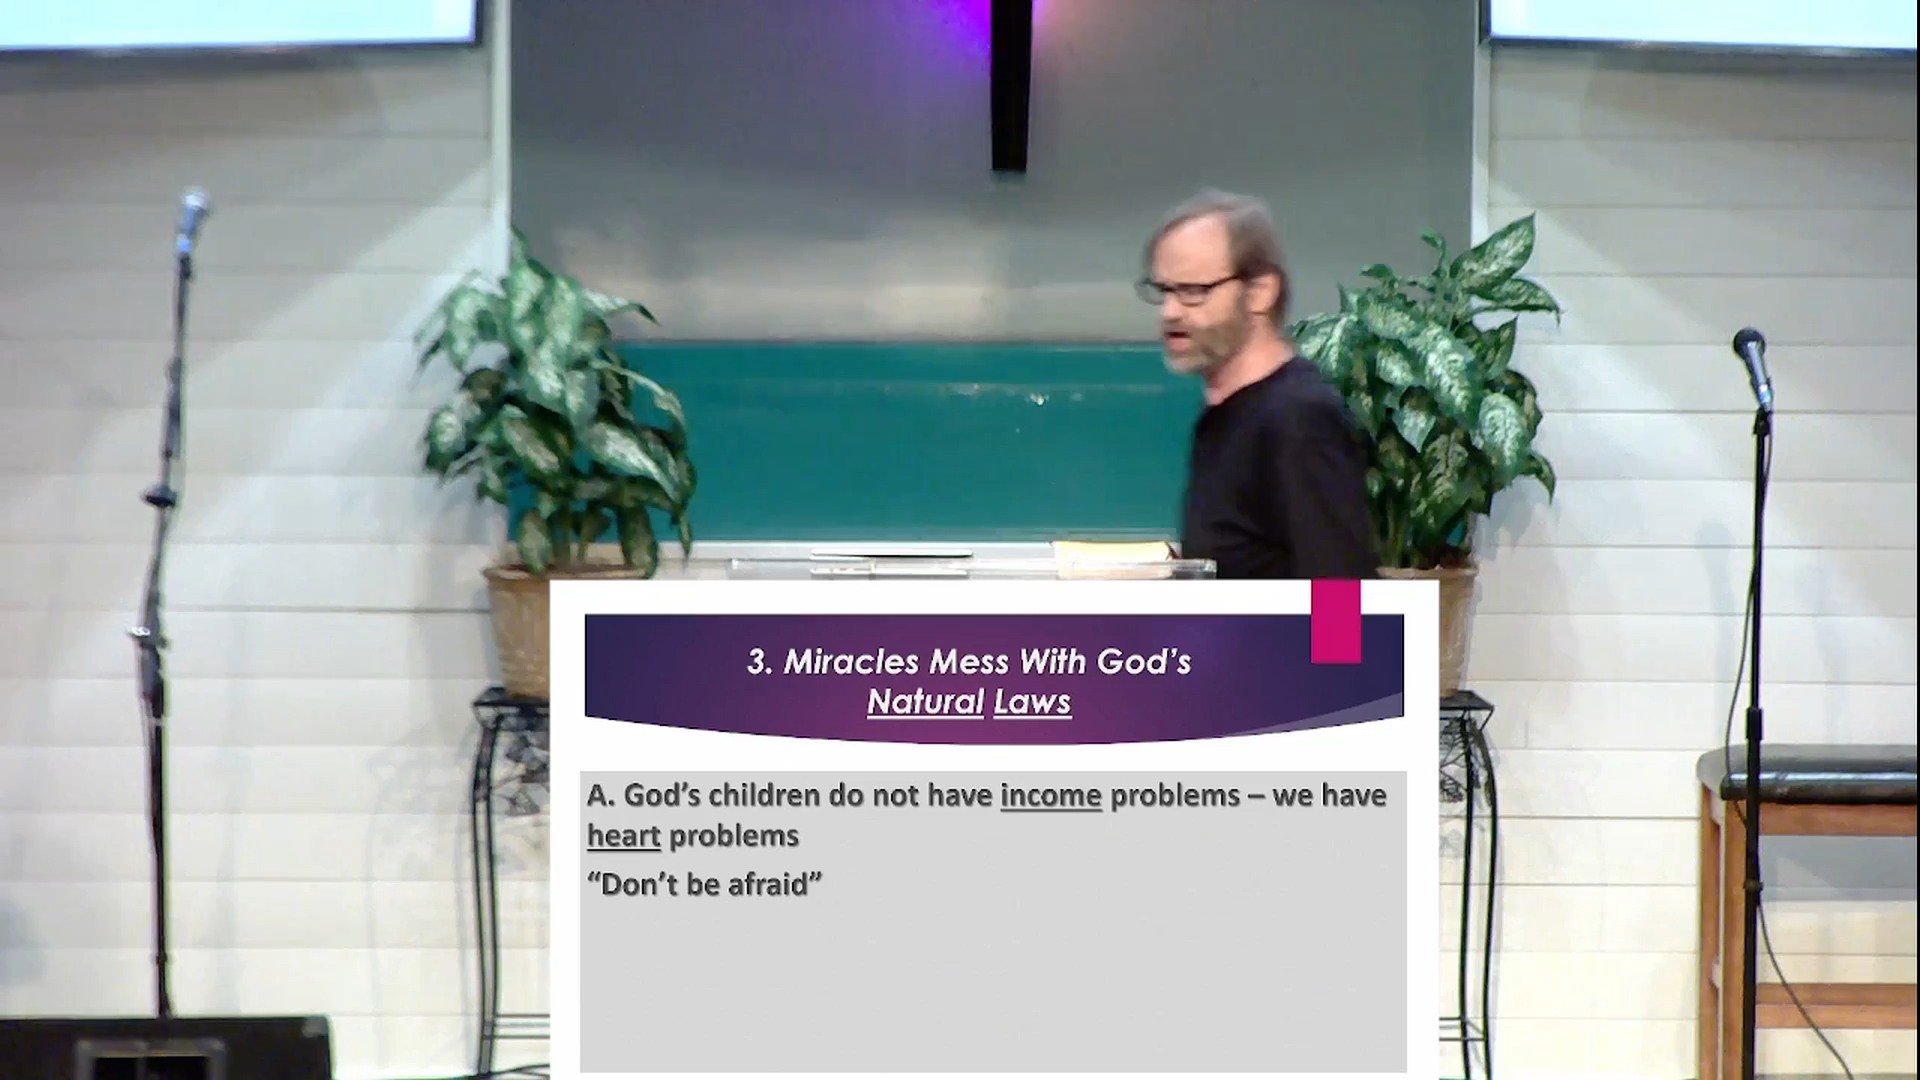 3. Miracles Mess With God’s
Natural Laws
A. God’s children do not have income problems – we have
heart problems
“Don’t be afraid”